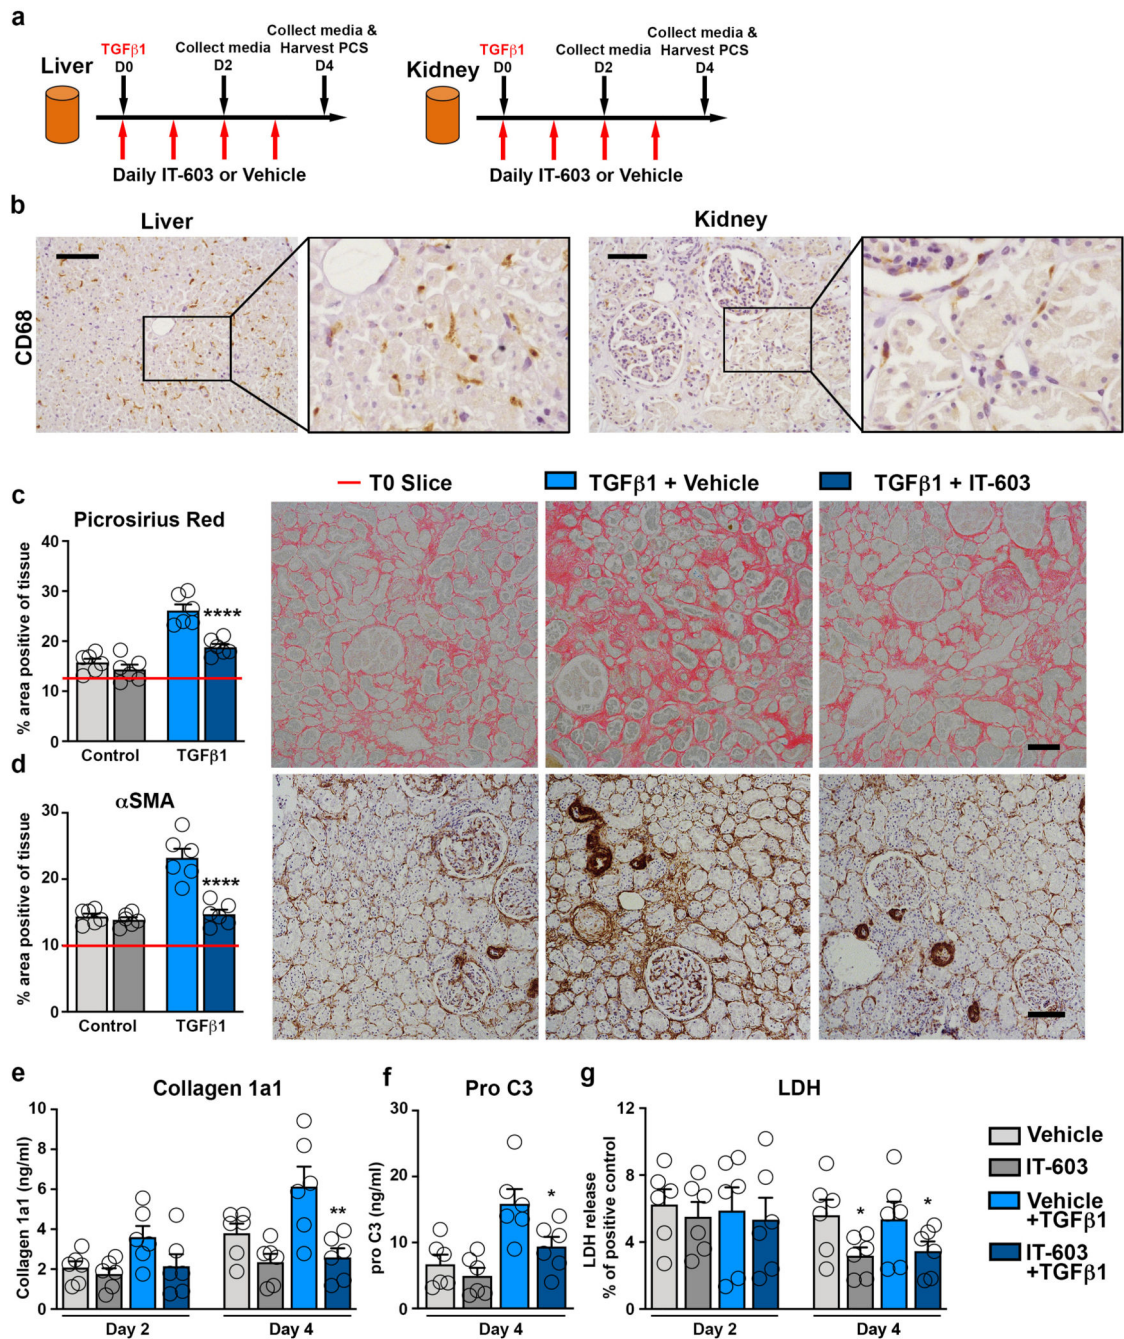 a
Liver
TGFβ1
D0
Collect media
D2
Collect media &
Harvest PCS
D4
Daily IT-603 or Vehicle
Kidney
TGFβ1
D0
Collect media
D2
Collect media &
Harvest PCS
D4
Daily IT-603 or Vehicle
b
Liver
Kidney
CD68
T0 Slice
TGFβ1 + Vehicle
TGFβ1 + IT-603
c
Picrosirius Red
% area positive of tissue
40
30
20
10
0
****
Control
TGFβ1
d
αSMA
% area positive of tissue
30
20
10
0
****
Control
TGFβ1
e
Collagen 1a1
Collagen 1a1 (ng/ml)
10
8
6
4
2
0
**
Day 2
Day 4
f
Pro C3
pro C3 (ng/ml)
30
20
10
0
*
Day 4
g
LDH
LDH release
% of positive control
12
8
4
0
*
*
Day 2
Day 4
Vehicle
IT-603
Vehicle
+TGFβ1
IT-603
+TGFβ1